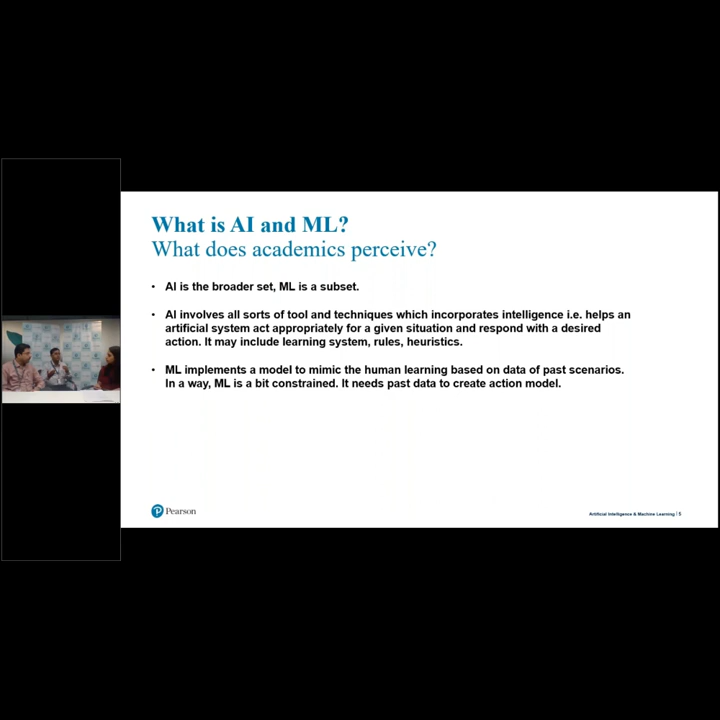 What is AI and ML?
What does academics perceive?
• AI is the broader set, ML is a subset.
• AI involves all sorts of tool and techniques which incorporates intelligence i.e. helps an
artificial system act appropriately for a given situation and respond with a desired
action. It may include learning system, rules, heuristics.
• ML implements a model to mimic the human learning based on data of past scenarios.
In a way, ML is a bit constrained. It needs past data to create action model.
P Pearson
Artificial Intelligence & Machine Learning | 5